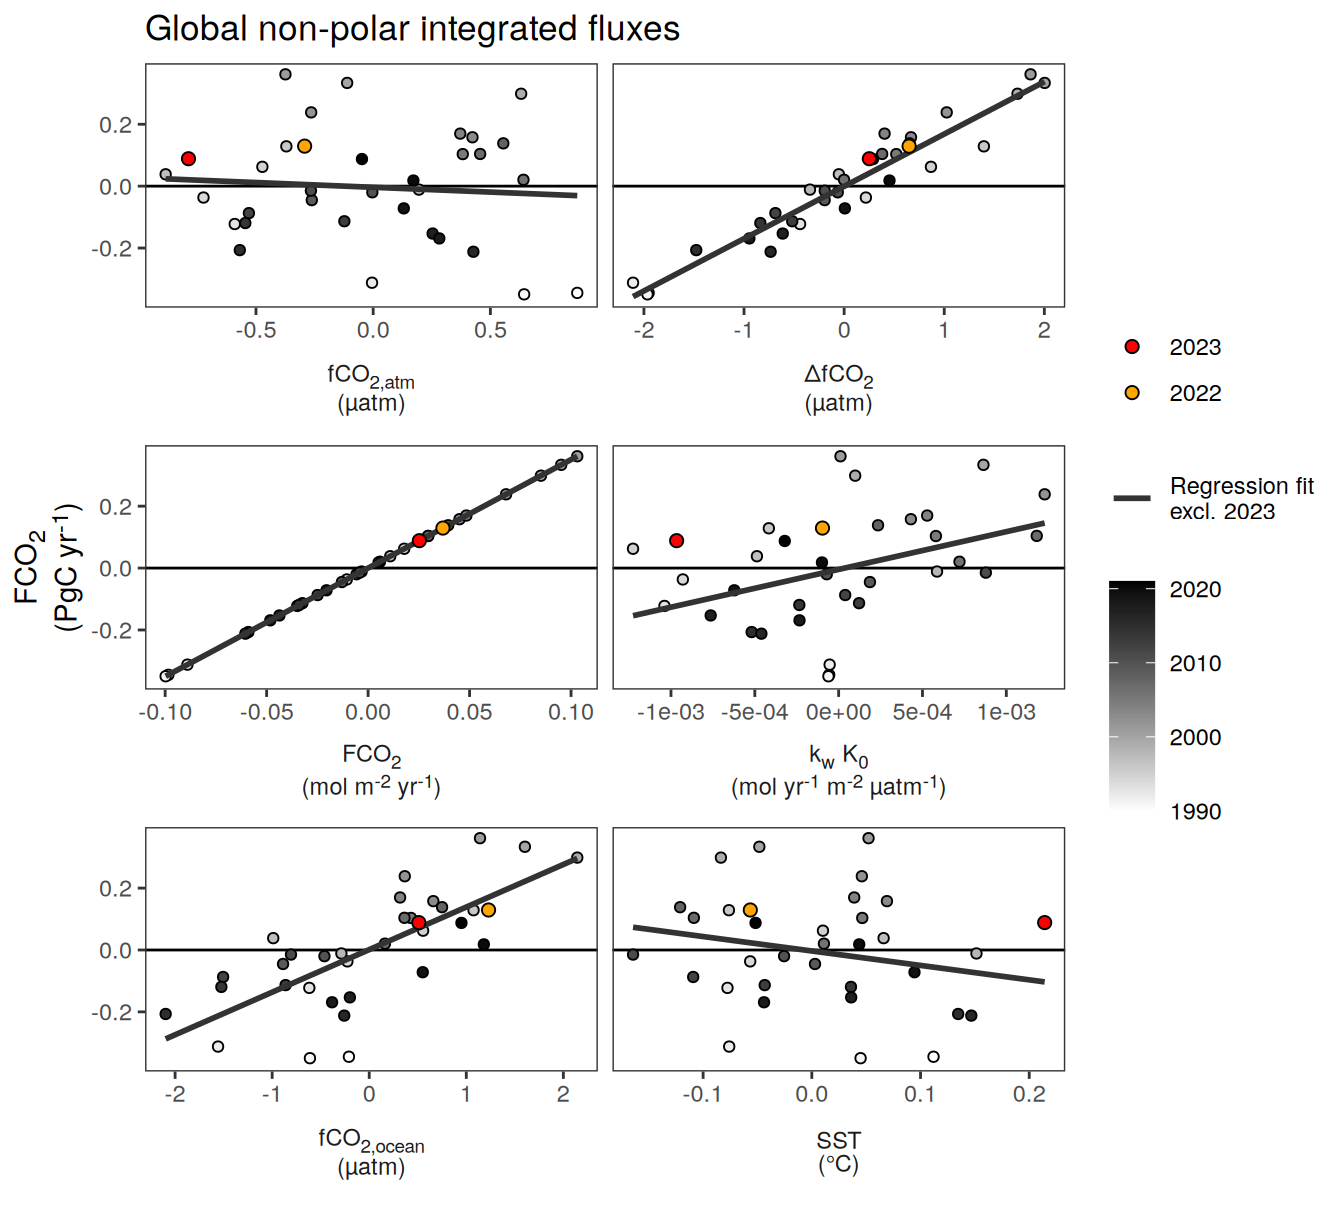 Global non-polar integrated fluxes
0.2
0.0
-0.2
-0.5 0.0 0.5
-2 -1 0 1 2
fCO2,atm
(µatm)
ΔfCO2
(µatm)
2023
2022
Regression fit
excl. 2023
FCO2
(PgC yr-1)
0.2
0.0
-0.2
-0.10 -0.05 0.00 0.05 0.10
-1e-03 -5e-04 0e+00 5e-04 1e-03
FCO2
(mol m-2 yr-1)
kw K0
(mol yr-1 m-2 µatm-1)
2020
2010
2000
1990
0.2
0.0
-0.2
-2 -1 0 1 2
-0.1 0.0 0.1 0.2
fCO2,ocean
(µatm)
SST
(°C)